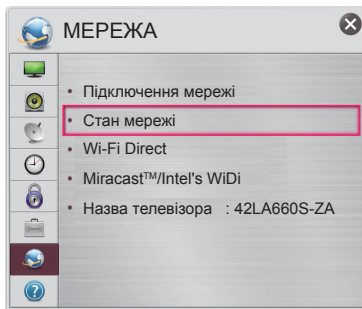 МЕРЕЖА
• Підключення мережі
• Стан мережі
• Wi-Fi Direct
• Miracast™/Intel's WiDi
• Назва телевізора : 42LA660S-ZA